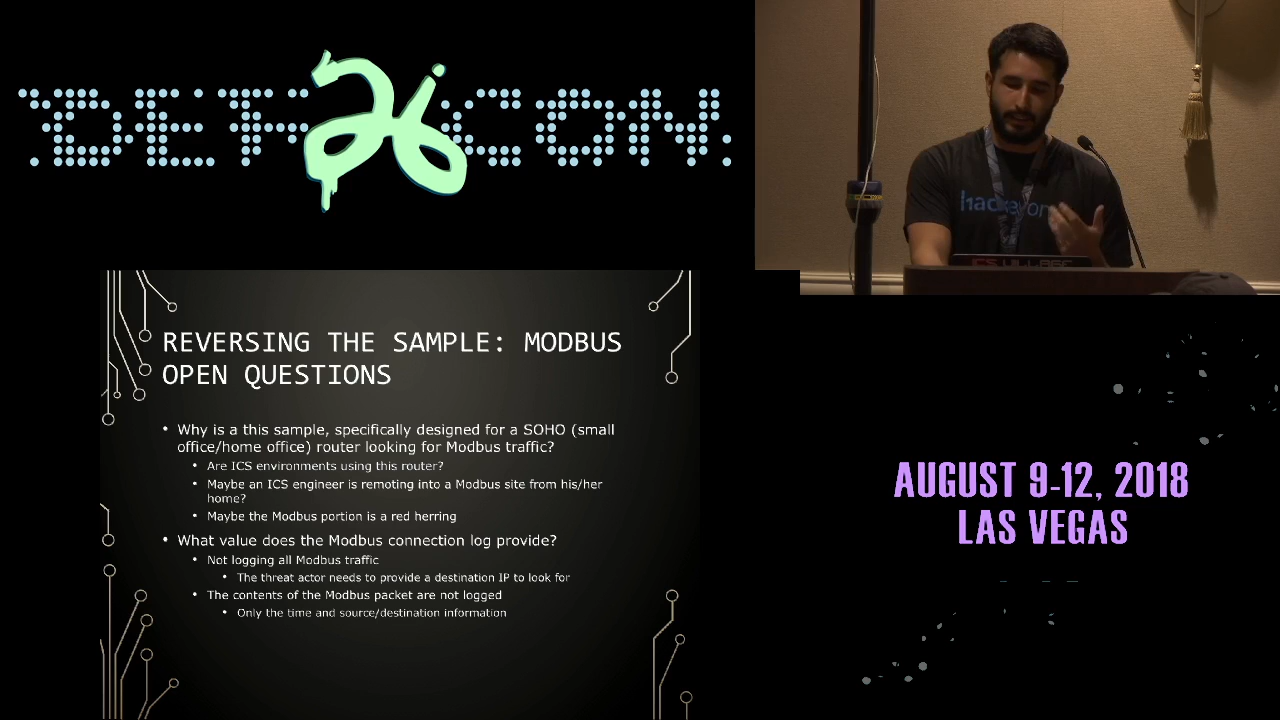 DEF CON
26
ICS VILLAGE
REVERSING THE SAMPLE: MODBUS
OPEN QUESTIONS
• Why is a this sample, specifically designed for a SOHO (small
office/home office) router looking for Modbus traffic?
• Are ICS environments using this router?
• Maybe an ICS engineer is remoting into a Modbus site from his/her
home?
• Maybe the Modbus portion is a red herring
• What value does the Modbus connection log provide?
• Not logging all Modbus traffic
• The threat actor needs to provide a destination IP to look for
• The contents of the Modbus packet are not logged
• Only the time and source/destination information
AUGUST 9-12, 2018
LAS VEGAS